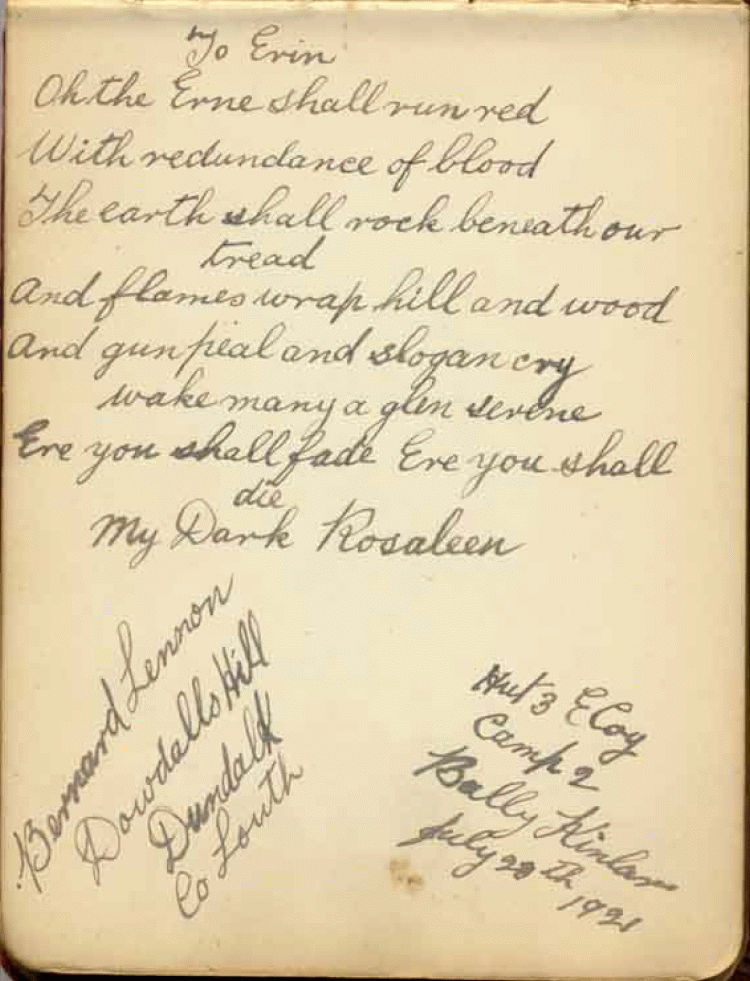 To Erin
Oh the Erne shall run red
With redundance of blood
The earth shall rock beneath our
tread
And flames wrap hill and wood
And gun peal and slogan cry
wake many a glen serene
Ere you shall fade Ere you shall
die
My Dark Rosaleen
Bernard Lennon
Dowdalls Hill
Dundalk
Co Louth
Hut 3 E Coy
Camp 2
Bally Kinlar
July 28th
1921